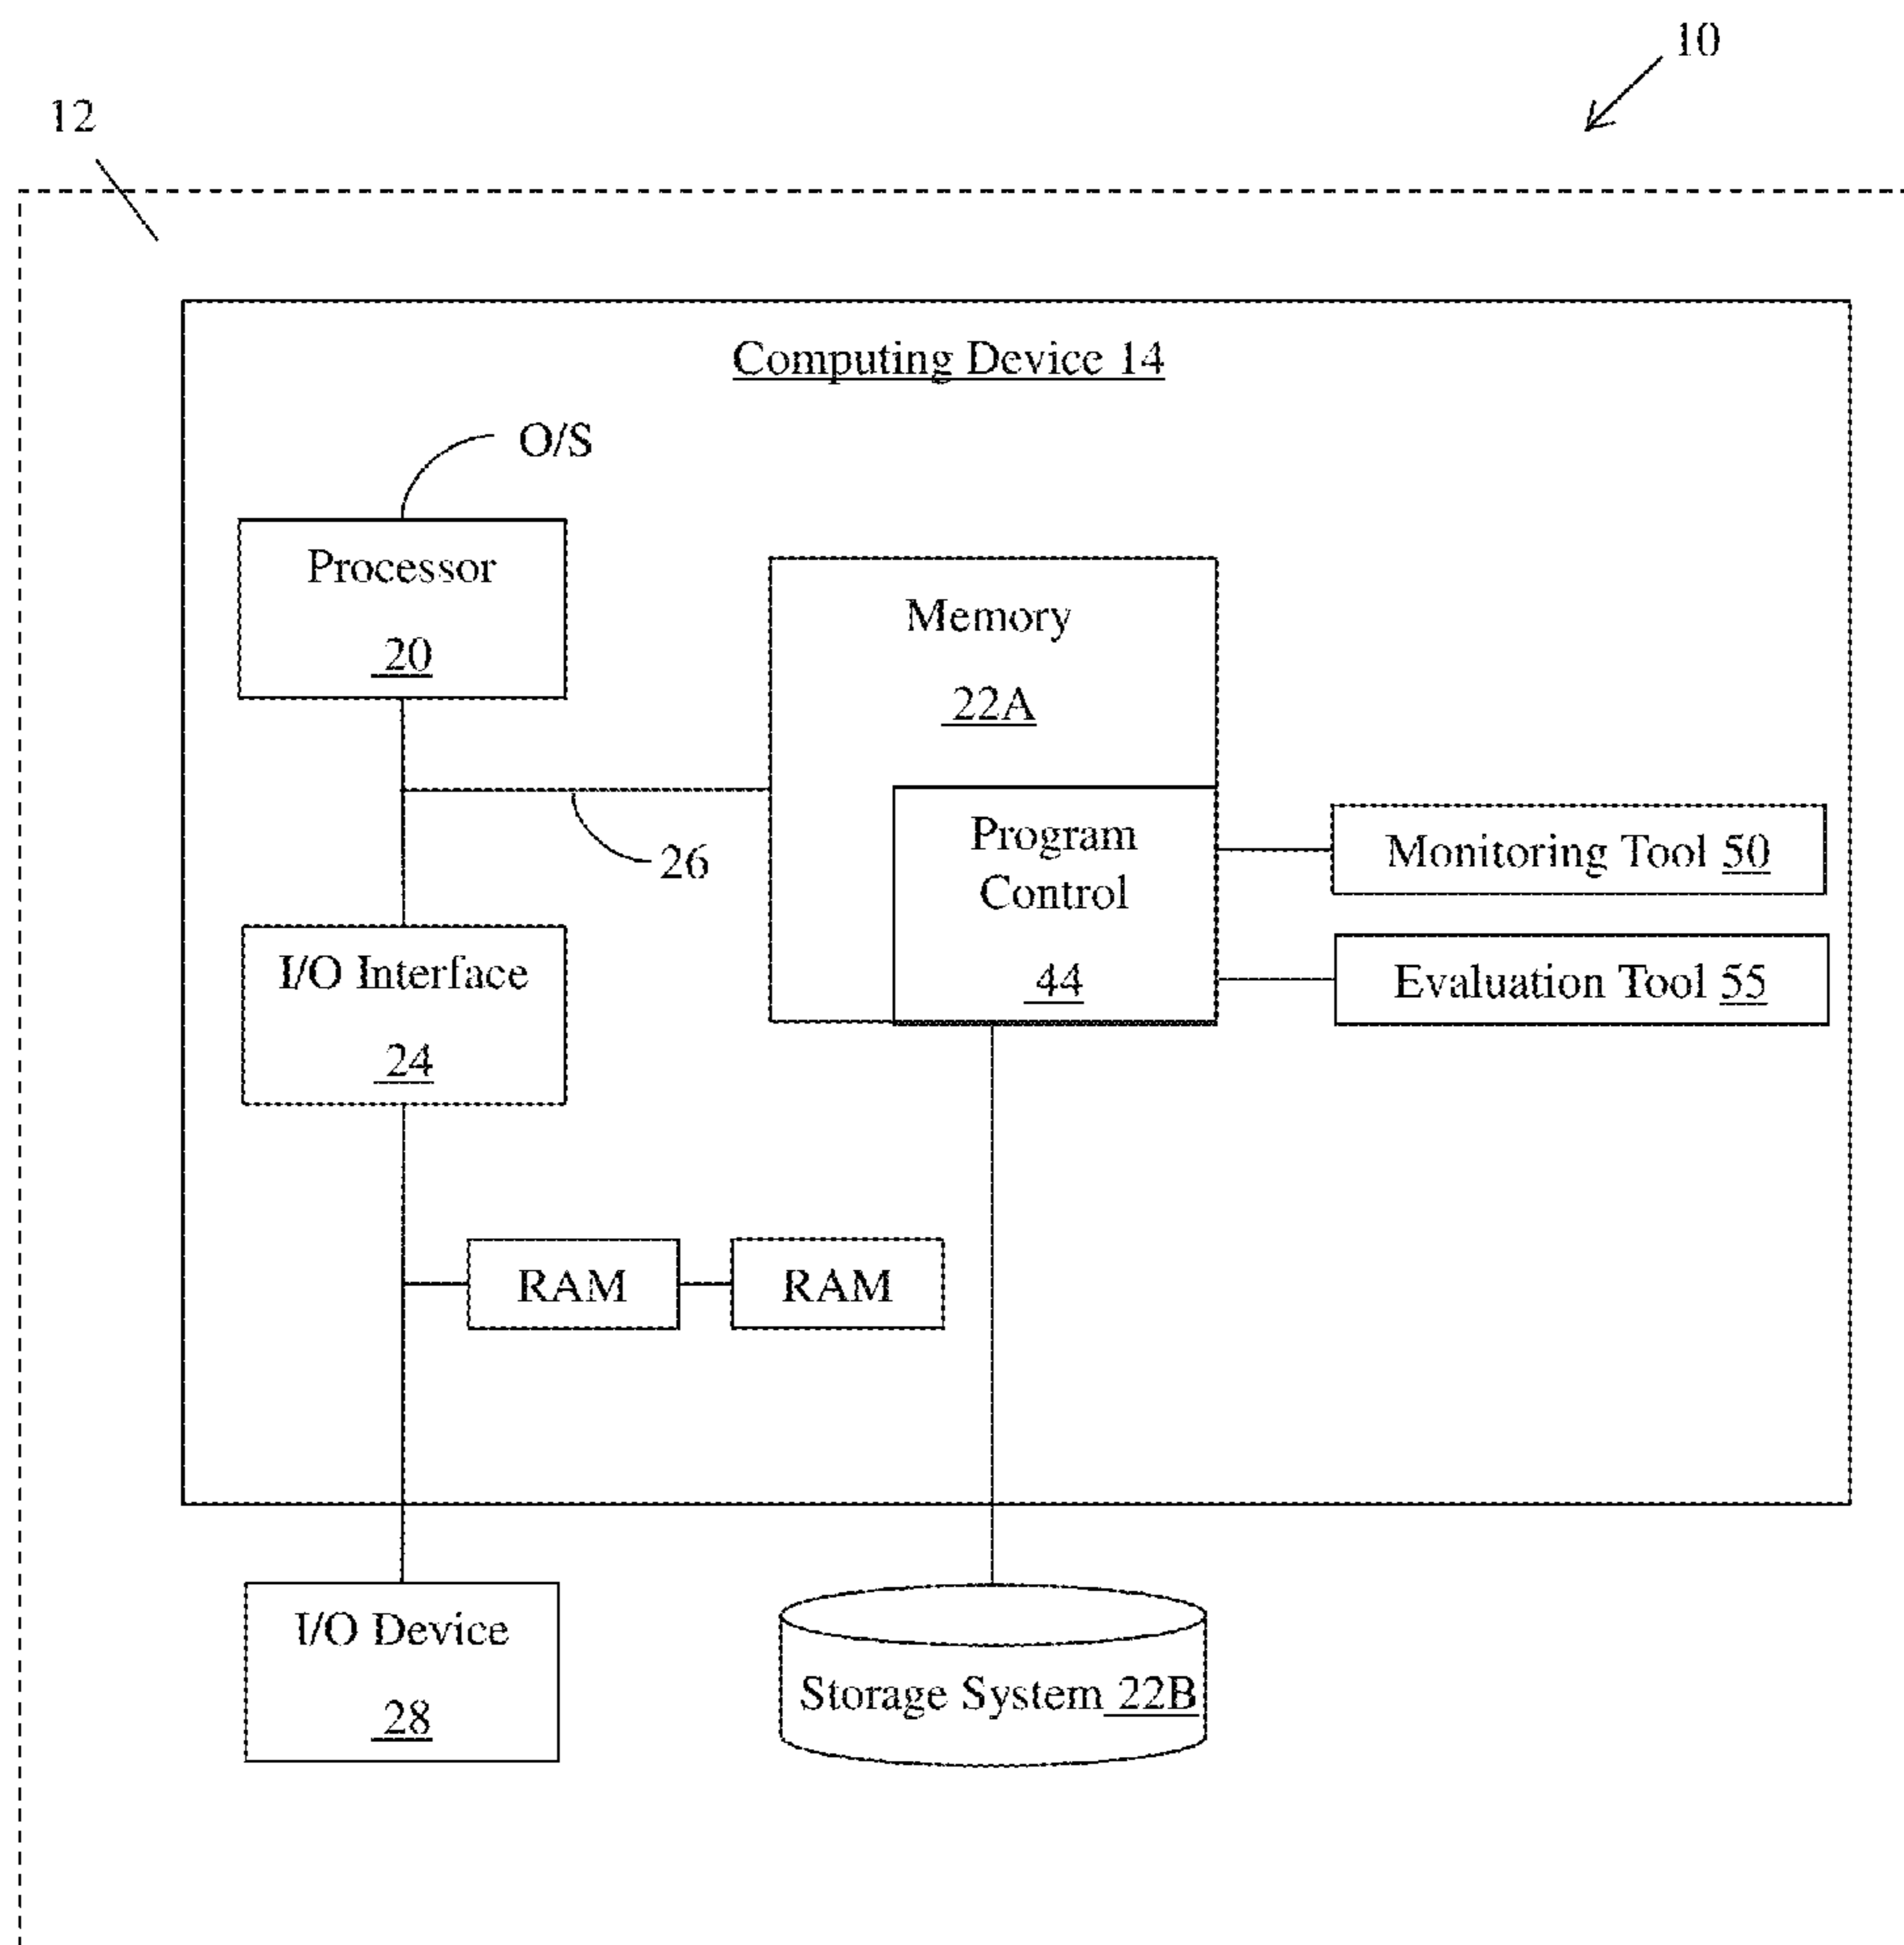 10
12
Computing Device 14
O/S
Processor
20
Memory
22A
26
Program
Control
44
Monitoring Tool 50
Evaluation Tool 55
I/O Interface
24
RAM
RAM
I/O Device
28
Storage System 22B